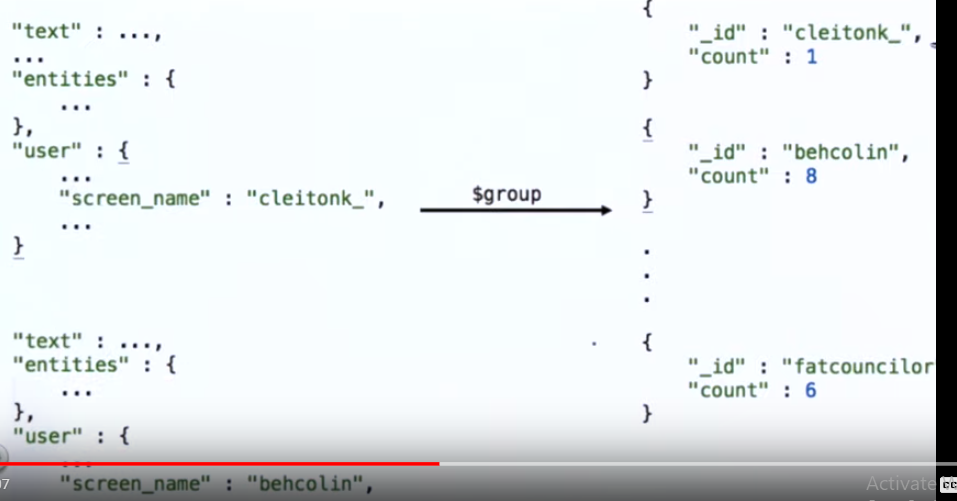 "text" : ...,
...
"entities" : {
...
},
"user" : {
...
"screen_name" : "cleitonk_",
...
}
"text" : ...,
"entities" : {
...
},
"user" : {
...
"screen_name" : "behcolin",
$group
{
"_id" : "cleitonk_",
"count" : 1
}
{
"_id" : "behcolin",
"count" : 8
}
.
.
.
{
"_id" : "fatcouncilor
"count" : 6
}
07
Activate
CC